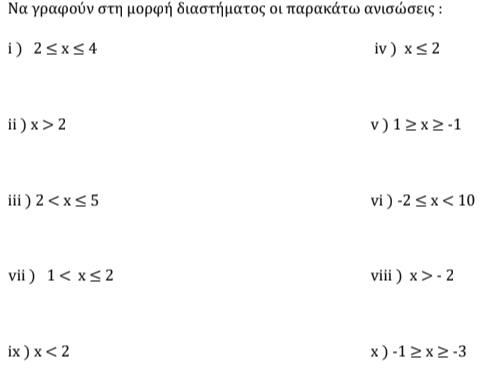 Να γραφούν στη μορφή διαστήματος οι παρακάτω ανισώσεις :
i ) 2 ≤ x ≤ 4 iv ) x ≤ 2
ii ) x > 2 v ) 1 ≥ x ≥ -1
iii ) 2 < x ≤ 5 vi ) -2 ≤ x < 10
vii ) 1 < x ≤ 2 viii ) x > - 2
ix ) x < 2 x ) -1 ≥ x ≥ -3